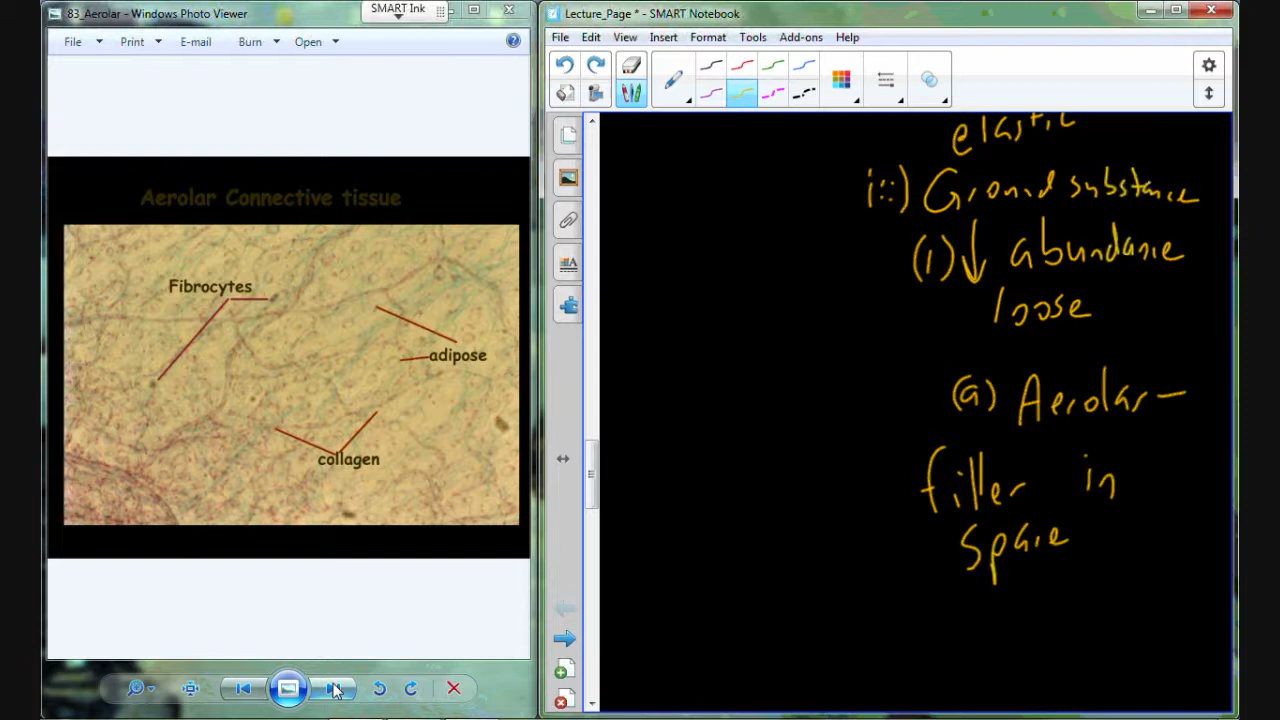 83_Aerolar - Windows Photo Viewer
SMART Ink
File Print E-mail Burn Open
Aerolar Connective tissue
Fibrocytes
adipose
collagen
Lecture_Page * - SMART Notebook
File Edit View Insert Format Tools Add-ons Help
elastic
iii) Ground substance
(1) ↓ abundance
loose
(a) Aerolar -
filler in
space